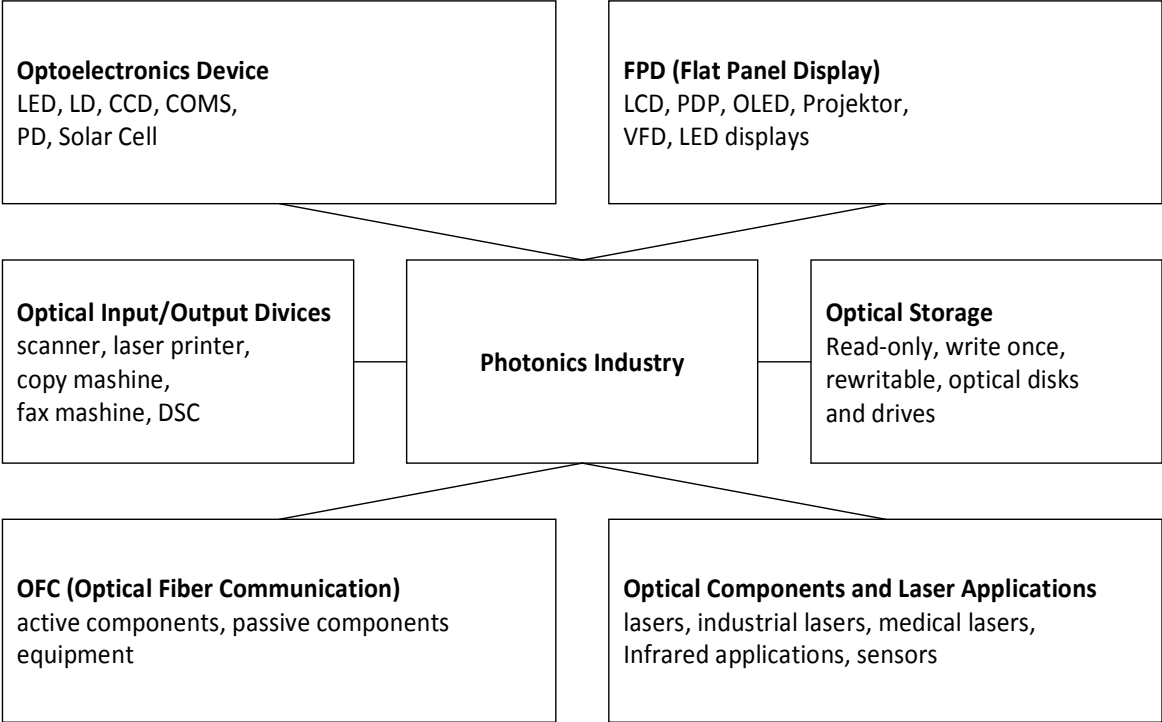 Optoelectronics Device
LED, LD, CCD, COMS,
PD, Solar Cell
FPD (Flat Panel Display)
LCD, PDP, OLED, Projektor,
VFD, LED displays
Optical Input/Output Divices
scanner, laser printer,
copy mashine,
fax mashine, DSC
Photonics Industry
Optical Storage
Read-only, write once,
rewritable, optical disks
and drives
OFC (Optical Fiber Communication)
active components, passive components
equipment
Optical Components and Laser Applications
lasers, industrial lasers, medical lasers,
Infrared applications, sensors